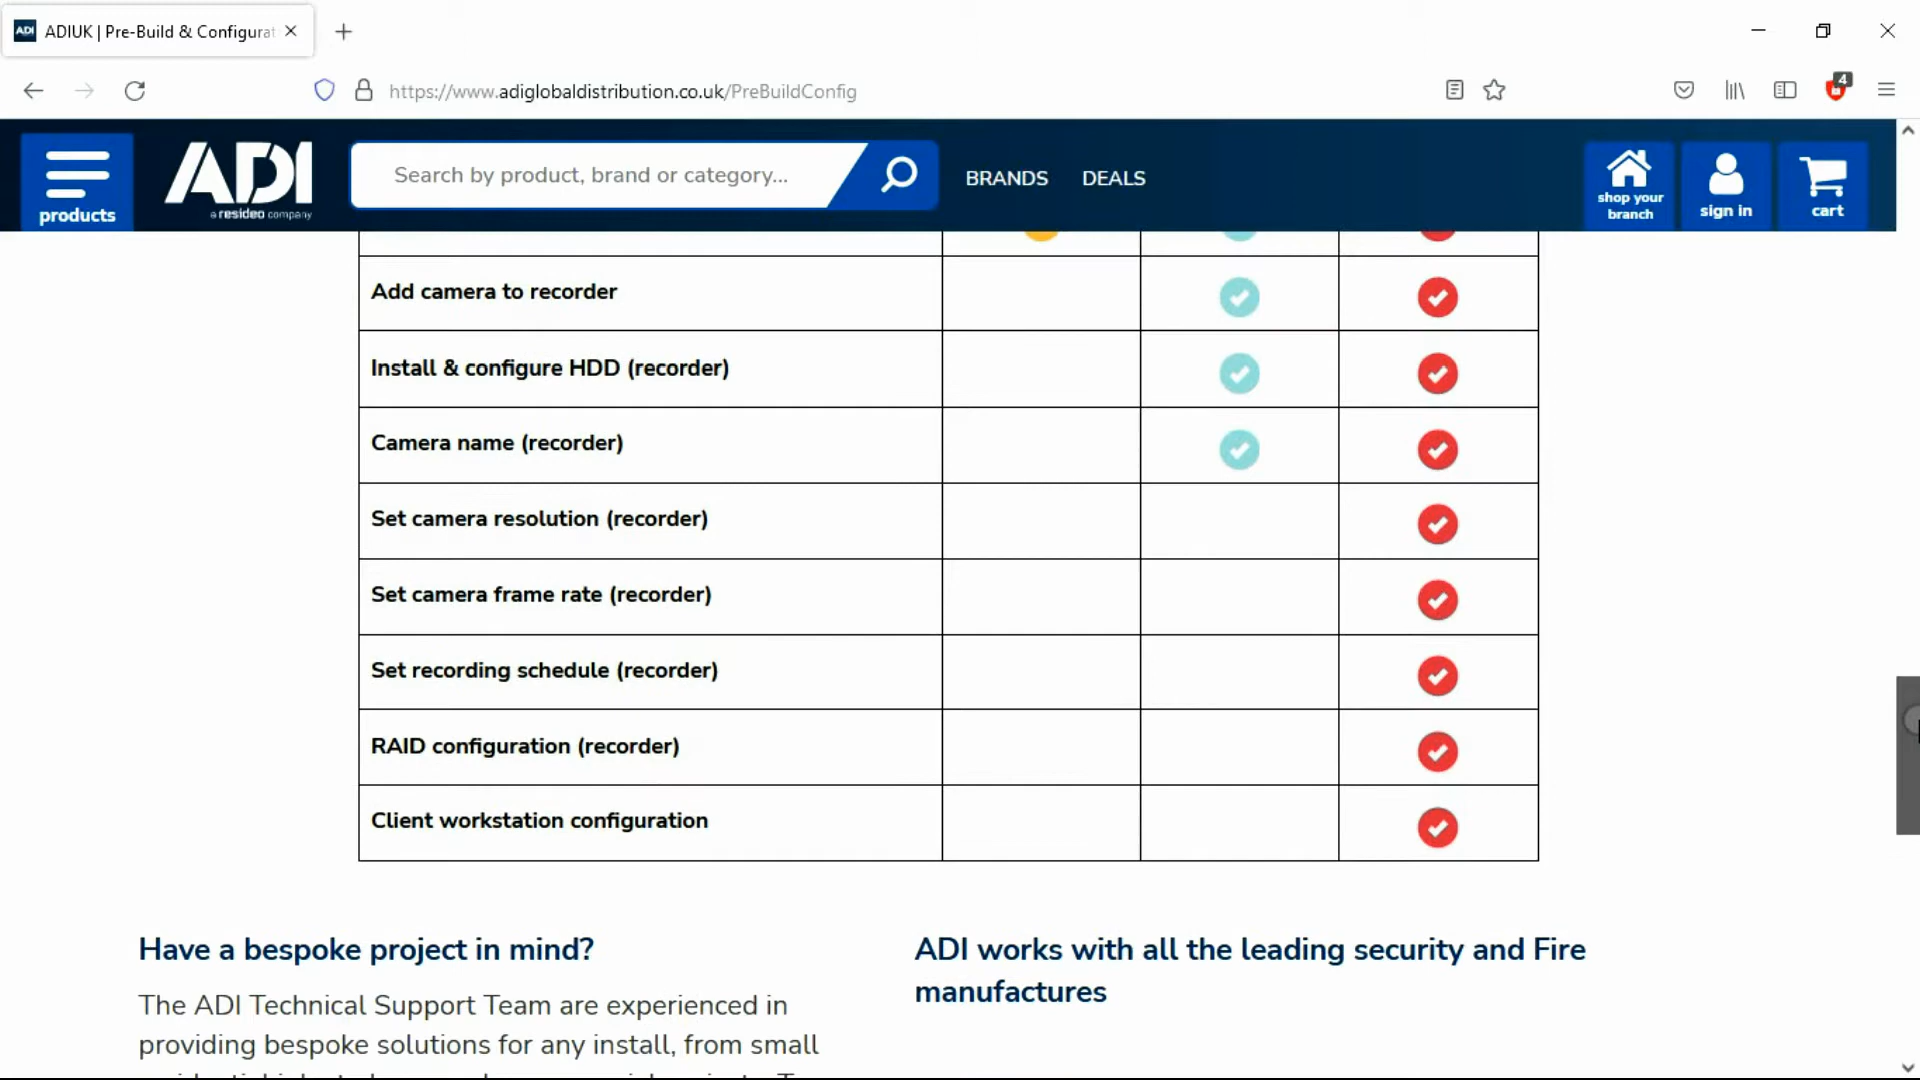 ADIUK | Pre-Build & Configurat
https://www.adiglobaldistribution.co.uk/PreBuildConfig
4
products
ADI
a resideo company
Search by product, brand or category...
BRANDS
DEALS
shop your
branch
sign in
cart
Add camera to recorder
Install & configure HDD (recorder)
Camera name (recorder)
Set camera resolution (recorder)
Set camera frame rate (recorder)
Set recording schedule (recorder)
RAID configuration (recorder)
Client workstation configuration
Have a bespoke project in mind?
The ADI Technical Support Team are experienced in
providing bespoke solutions for any install, from small
ADI works with all the leading security and Fire
manufactures